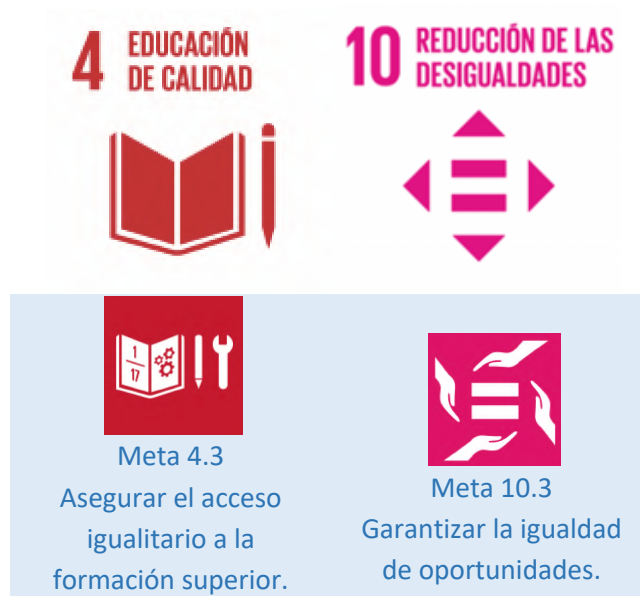 4 EDUCACIÓN
DE CALIDAD
10 REDUCCIÓN DE LAS
DESIGUALDADES
1
17
Meta 4.3
Asegurar el acceso
igualitario a la
formación superior.
Meta 10.3
Garantizar la igualdad
de oportunidades.